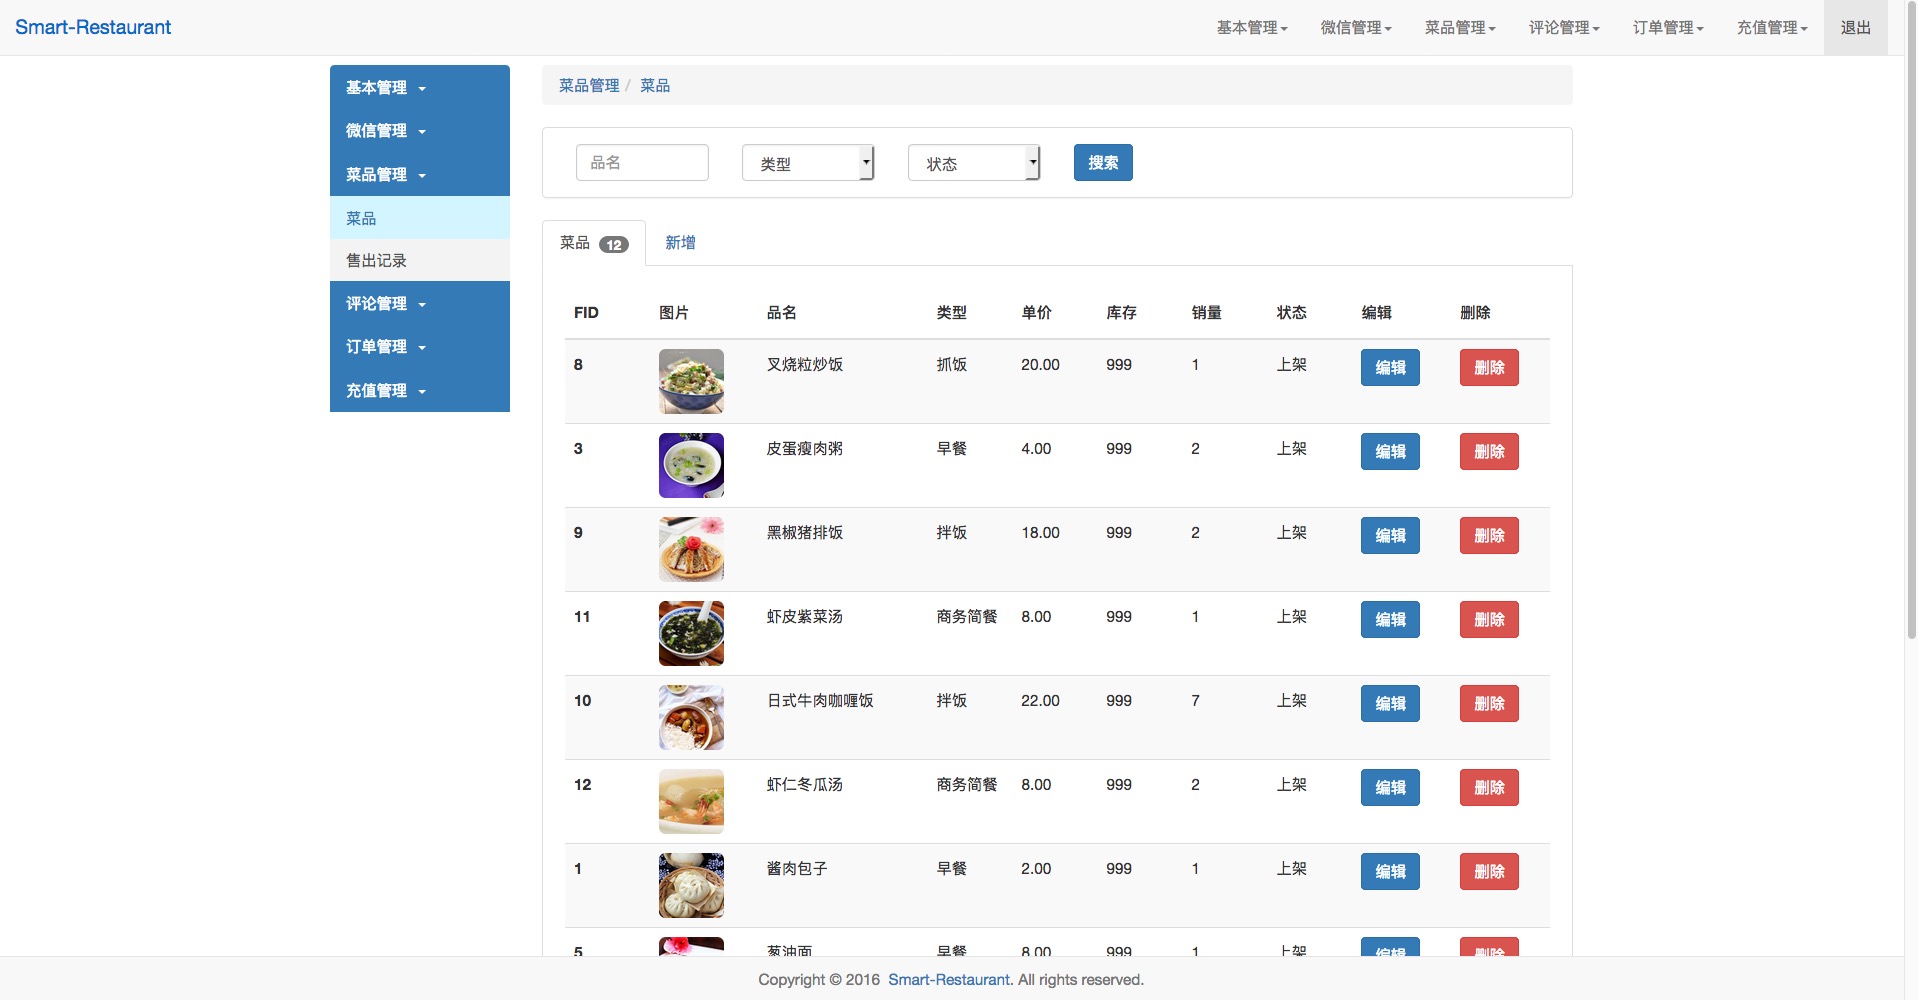 Smart-Restaurant 基本管理 微信管理 菜品管理 评论管理 订单管理 充值管理 退出
基本管理
微信管理
菜品管理
菜品
售出记录
评论管理
订单管理
充值管理
菜品管理 / 菜品
品名 类型 状态 搜索
菜品 12 新增
FID 图片 品名 类型 单价 库存 销量 状态 编辑 删除
8 叉烧粒炒饭 抓饭 20.00 999 1 上架 编辑 删除
3 皮蛋瘦肉粥 早餐 4.00 999 2 上架 编辑 删除
9 黑椒猪排饭 拌饭 18.00 999 2 上架 编辑 删除
11 虾皮紫菜汤 商务简餐 8.00 999 1 上架 编辑 删除
10 日式牛肉咖喱饭 拌饭 22.00 999 7 上架 编辑 删除
12 虾仁冬瓜汤 商务简餐 8.00 999 2 上架 编辑 删除
1 酱肉包子 早餐 2.00 999 1 上架 编辑 删除
5 葱油面 早餐 8.00 999 1 上架 编辑 删除
Copyright © 2016 Smart-Restaurant. All rights reserved.